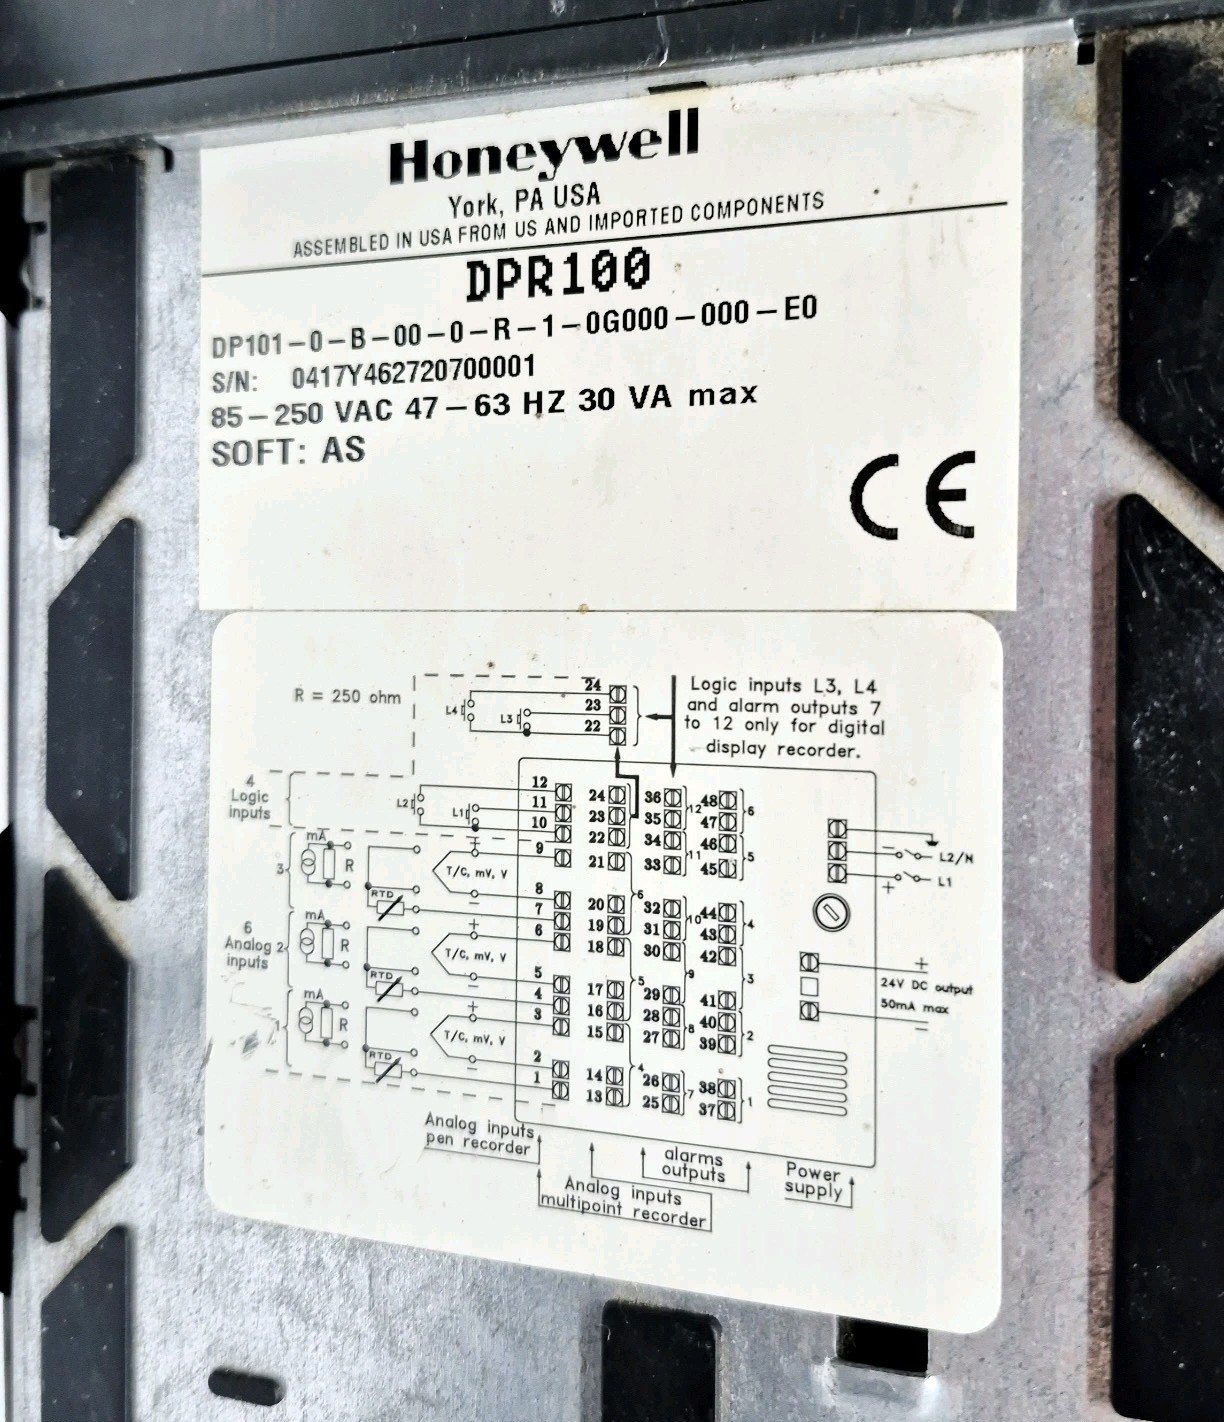 Honeywell
York, PA USA
ASSEMBLED IN USA FROM US AND IMPORTED COMPONENTS
DPR100
DP101-0-B-00-0-R-1-0G000-000-E0
S/N: 0417Y462720700001
85-250 VAC 47-63 HZ 30 VA max
SOFT: AS
CE
R = 250 ohm
24
23
22
L4
L3
Logic inputs L3, L4
and alarm outputs 7
to 12 only for digital
display recorder.
4
Logic
inputs
L2
L1
12
11
10
9
8
7
6
5
4
3
2
1
24
23
22
21
20
19
18
17
16
15
14
13
6
5
4
36
35
34
33
32
31
30
29
28
27
26
25
12
11
10
9
8
7
48
47
46
45
44
43
42
41
40
39
38
37
6
5
4
3
2
1
6
Analog
inputs
3
mA
R
RTD
T/C, mV, V
+
−
2
mA
R
RTD
T/C, mV, V
+
−
1
mA
R
RTD
T/C, mV, V
+
−
− L2/N
+ L1
+
24V DC output
50mA max
−
Analog inputs
pen recorder
Analog inputs
multipoint recorder
alarms
outputs
Power
supply